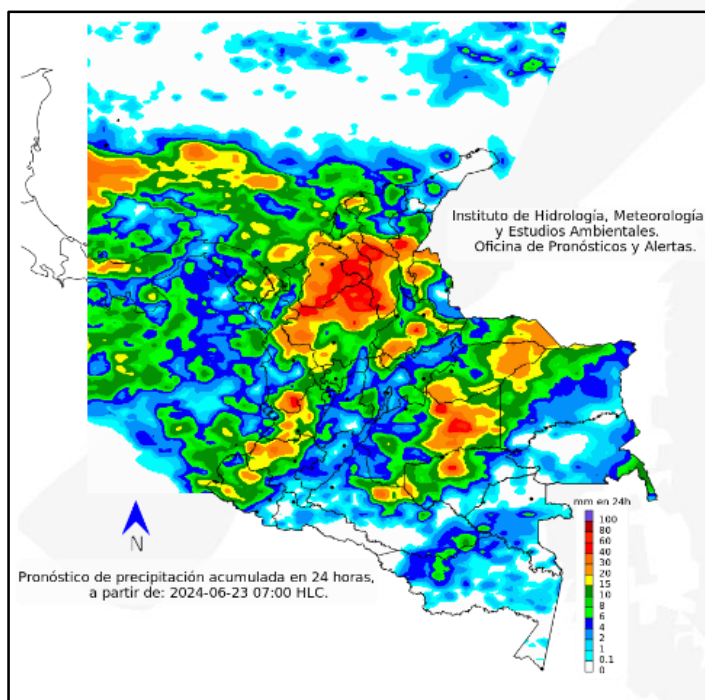 Instituto de Hidrología, Meteorología
y Estudios Ambientales.
Oficina de Pronósticos y Alertas.
mm en 24h
100
80
60
40
30
20
15
10
8
6
4
2
1
0.1
0
N
Pronóstico de precipitación acumulada en 24 horas,
a partir de: 2024-06-23 07:00 HLC.